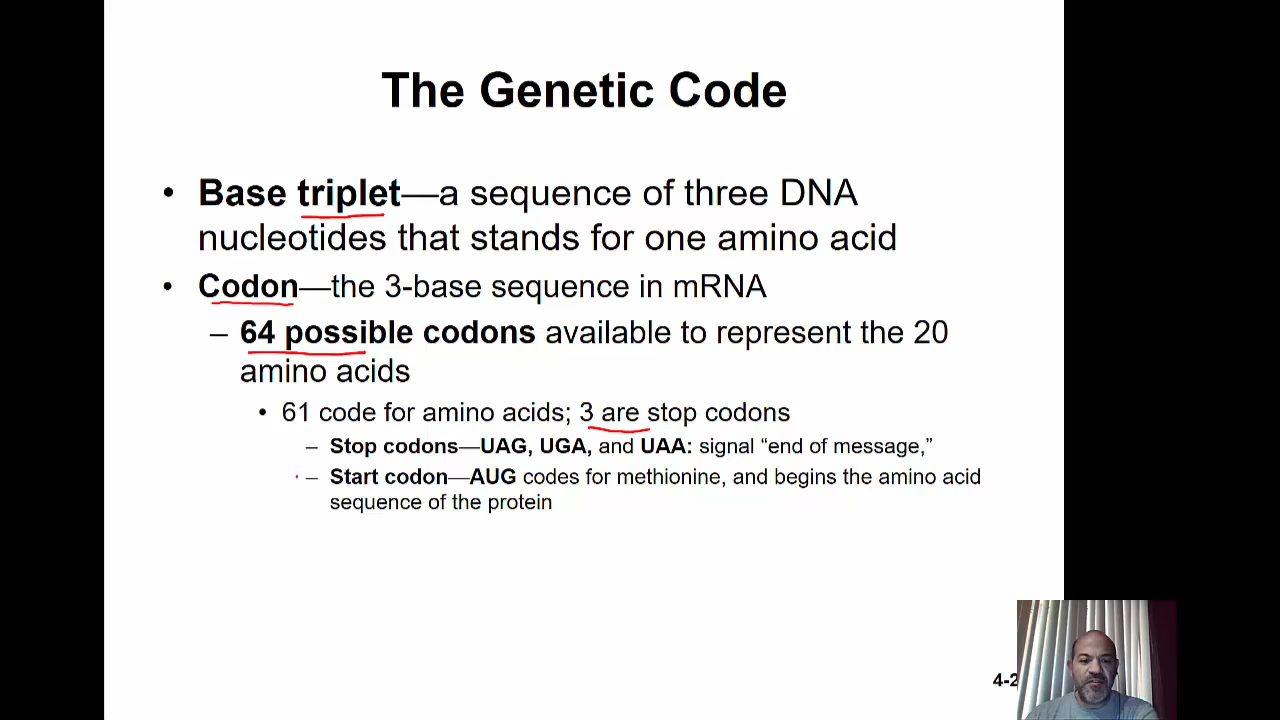 The Genetic Code
• Base triplet—a sequence of three DNA
nucleotides that stands for one amino acid
• Codon—the 3-base sequence in mRNA
– 64 possible codons available to represent the 20
amino acids
• 61 code for amino acids; 3 are stop codons
– Stop codons—UAG, UGA, and UAA: signal “end of message,”
– Start codon—AUG codes for methionine, and begins the amino acid
sequence of the protein
4-2